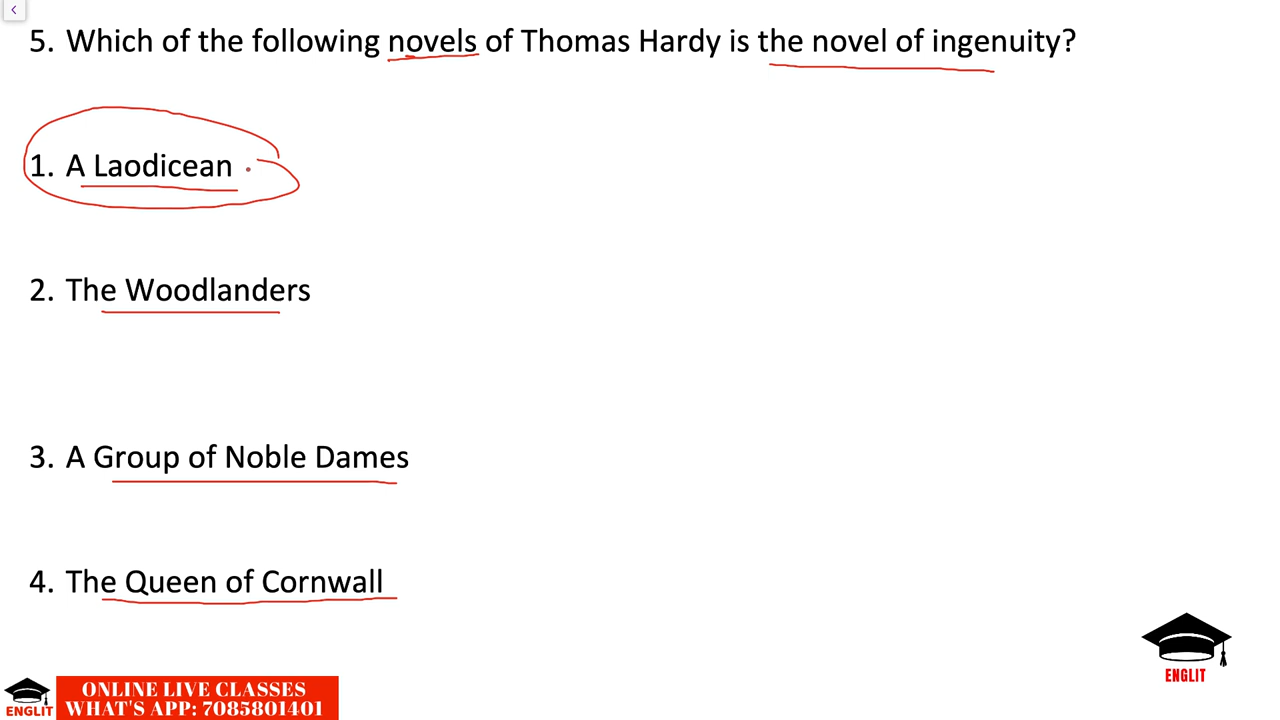 5. Which of the following novels of Thomas Hardy is the novel of ingenuity?
1. A Laodicean
2. The Woodlanders
3. A Group of Noble Dames
4. The Queen of Cornwall
ENGLIT
ENGLIT
ONLINE LIVE CLASSES
WHAT'S APP: 7085801401